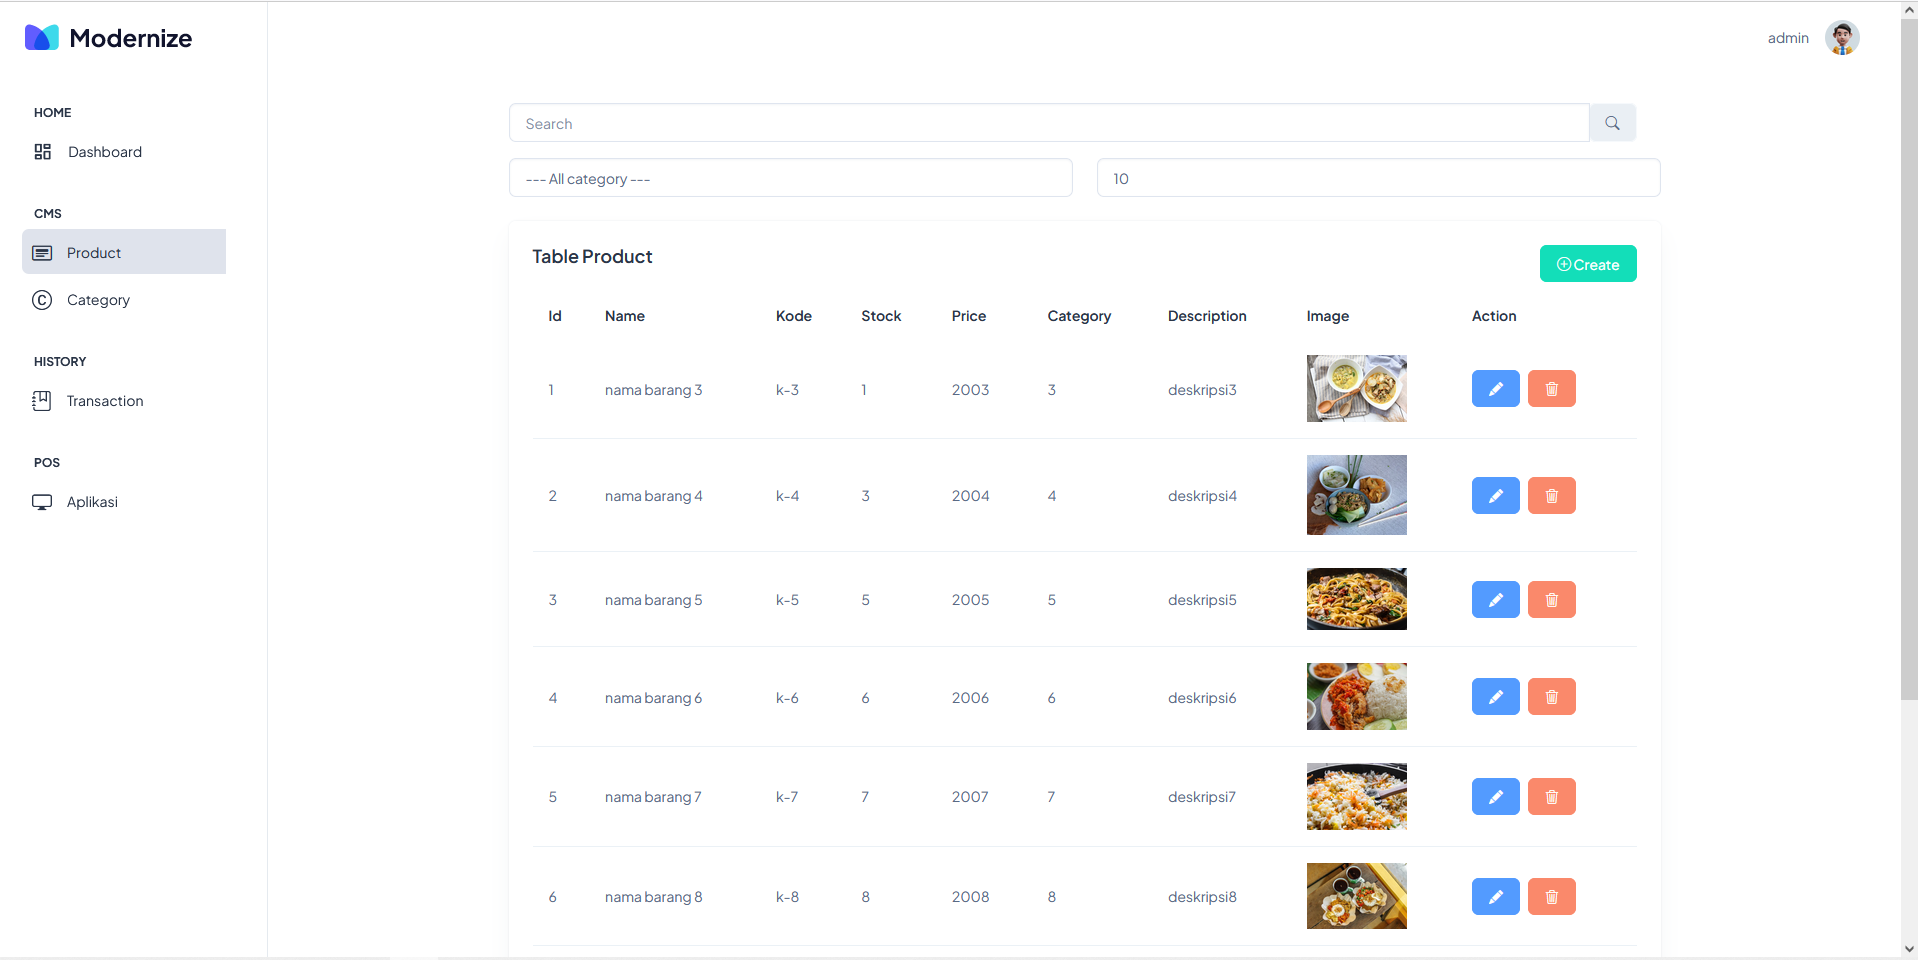 Modernize
admin
HOME
Dashboard
CMS
Product
Category
HISTORY
Transaction
POS
Aplikasi
Search
--- All category ---
10
Table Product
Create
Id Name Kode Stock Price Category Description Image Action
1 nama barang 3 k-3 1 2003 3 deskripsi3
2 nama barang 4 k-4 3 2004 4 deskripsi4
3 nama barang 5 k-5 5 2005 5 deskripsi5
4 nama barang 6 k-6 6 2006 6 deskripsi6
5 nama barang 7 k-7 7 2007 7 deskripsi7
6 nama barang 8 k-8 8 2008 8 deskripsi8